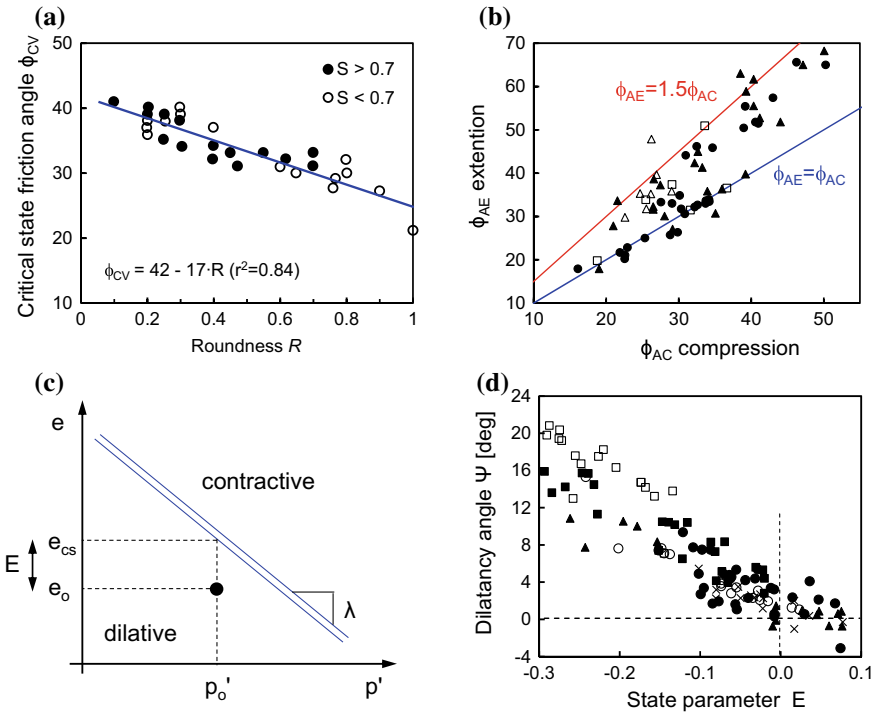 (a)
Critical state friction angle ϕCV
50
40
30
20
10
S > 0.7
S < 0.7
ϕCV = 42 - 17·R (r²=0.84)
0 0.2 0.4 0.6 0.8 1
Roundness R
(b)
ϕAE extention
70
60
50
40
30
20
10
ϕAE=1.5ϕAC
ϕAE=ϕAC
10 20 30 40 50
ϕAC compression
(c)
e
contractive
ecs
E
eo
λ
dilative
po'
p'
(d)
Dilatancy angle Ψ [deg]
24
20
16
12
8
4
0
-4
-0.3 -0.2 -0.1 0.0 0.1
State parameter E